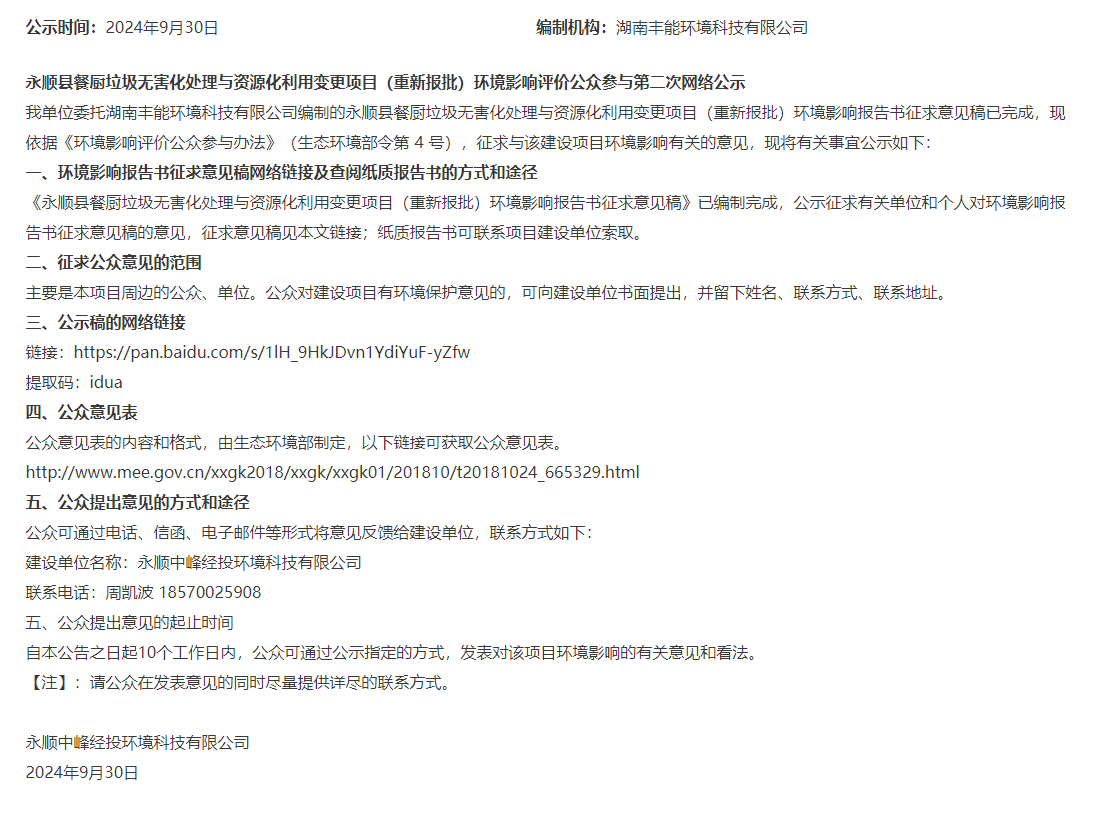 公示时间：2024年9月30日 编制机构：湖南丰能环境科技有限公司
永顺县餐厨垃圾无害化处理与资源化利用变更项目（重新报批）环境影响评价公众参与第二次网络公示
我单位委托湖南丰能环境科技有限公司编制的永顺县餐厨垃圾无害化处理与资源化利用变更项目（重新报批）环境影响报告书征求意见稿已完成，现
依据《环境影响评价公众参与办法》（生态环境部令第 4 号），征求与该建设项目环境影响有关的意见，现将有关事宜公示如下：
一、环境影响报告书征求意见稿网络链接及查阅纸质报告书的方式和途径
《永顺县餐厨垃圾无害化处理与资源化利用变更项目（重新报批）环境影响报告书征求意见稿》已编制完成，公示征求有关单位和个人对环境影响报
告书征求意见稿的意见，征求意见稿见本文链接；纸质报告书可联系项目建设单位索取。
二、征求公众意见的范围
主要是本项目周边的公众、单位。公众对建设项目有环境保护意见的，可向建设单位书面提出，并留下姓名、联系方式、联系地址。
三、公示稿的网络链接
链接：https://pan.baidu.com/s/1lH_9HkJDvn1YdiYuF-yZfw
提取码：idua
四、公众意见表
公众意见表的内容和格式，由生态环境部制定，以下链接可获取公众意见表。
http://www.mee.gov.cn/xxgk2018/xxgk/xxgk01/201810/t20181024_665329.html
五、公众提出意见的方式和途径
公众可通过电话、信函、电子邮件等形式将意见反馈给建设单位，联系方式如下：
建设单位名称：永顺中峰经投环境科技有限公司
联系电话：周凯波 18570025908
五、公众提出意见的起止时间
自本公告之日起10个工作日内，公众可通过公示指定的方式，发表对该项目环境影响的有关意见和看法。
【注】：请公众在发表意见的同时尽量提供详尽的联系方式。
永顺中峰经投环境科技有限公司
2024年9月30日